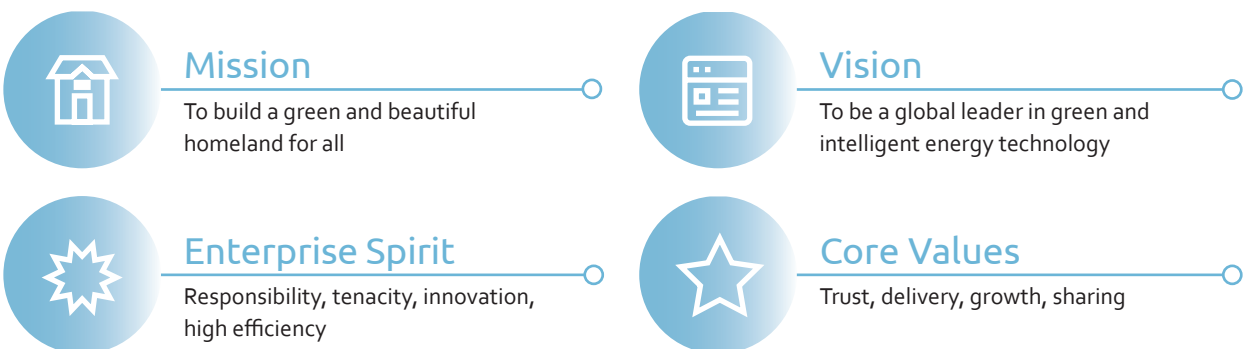 Mission
To build a green and beautiful
homeland for all
Vision
To be a global leader in green and
intelligent energy technology
Enterprise Spirit
Responsibility, tenacity, innovation,
high efficiency
Core Values
Trust, delivery, growth, sharing